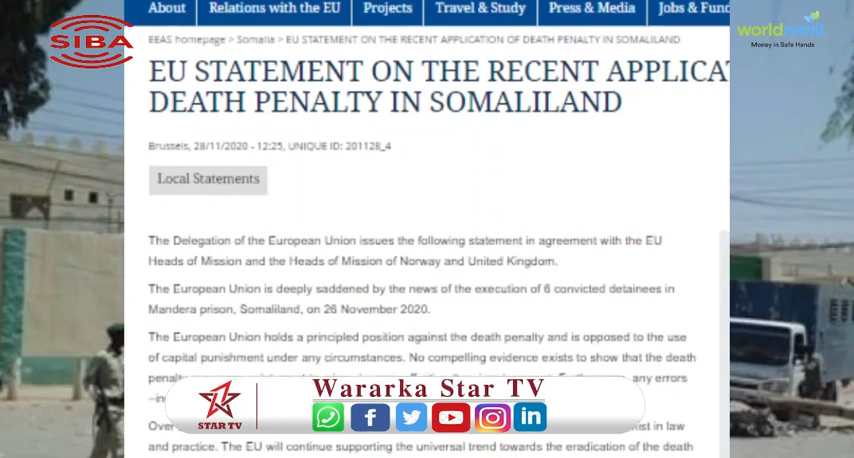 About Relations with the EU Projects Travel & Study Press & Media Jobs & Fund
SIBA
worldremit
Money in Safe Hands
EEAS homepage > Somalia > EU STATEMENT ON THE RECENT APPLICATION OF DEATH PENALTY IN SOMALILAND
EU STATEMENT ON THE RECENT APPLICAT
DEATH PENALTY IN SOMALILAND
Brussels, 28/11/2020 - 12:25, UNIQUE ID: 201128_4
Local Statements
The Delegation of the European Union issues the following statement in agreement with the EU
Heads of Mission and the Heads of Mission of Norway and United Kingdom.
The European Union is deeply saddened by the news of the execution of 6 convicted detainees in
Mandera prison, Somaliland, on 26 November 2020.
The European Union holds a principled position against the death penalty and is opposed to the use
of capital punishment under any circumstances. No compelling evidence exists to show that the death
any errors
Wararka Star TV
STAR TV
in law
and practice. The EU will continue supporting the universal trend towards the eradication of the death